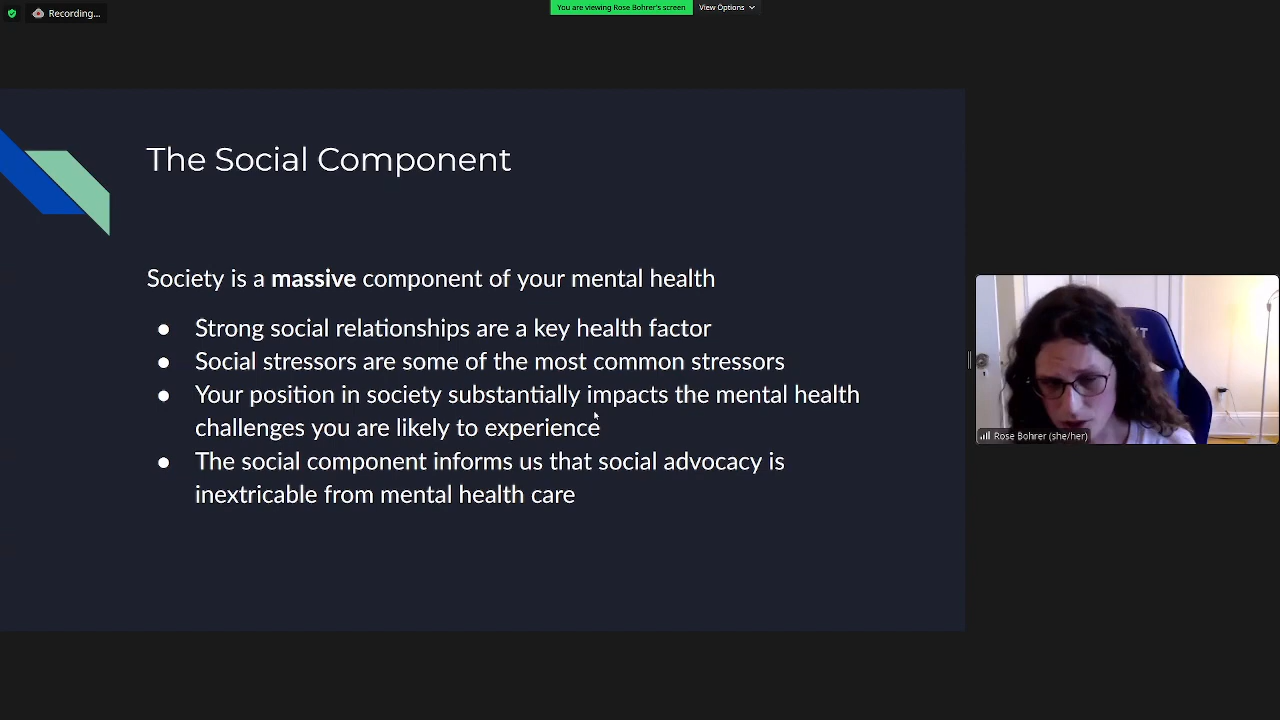 Recording...
You are viewing Rose Bohrer's screen
View Options
The Social Component
Society is a massive component of your mental health
● Strong social relationships are a key health factor
● Social stressors are some of the most common stressors
● Your position in society substantially impacts the mental health
challenges you are likely to experience
● The social component informs us that social advocacy is
inextricable from mental health care
Rose Bohrer (she/her)